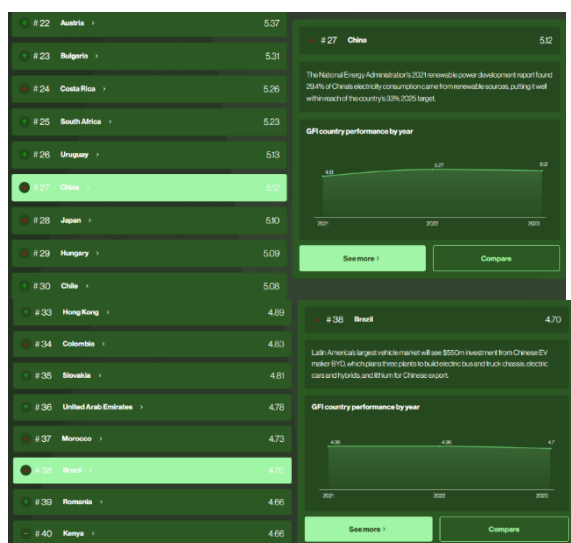 #22 Austria > 5.37
#23 Bulgaria > 5.31
#24 Costa Rica > 5.26
#25 South Africa > 5.23
#26 Uruguay > 5.13
#27 China > 5.12
#28 Japan > 5.10
#29 Hungary > 5.09
#30 Chile > 5.08
#27 China 5.12
The National Energy Administration's 2021 renewable power development report found
29.4% of China's electricity consumption came from renewable sources, putting it well
within reach of the country's 33% 2025 target.
GFI country performance by year
5.27
5.12
2021 2022 2023
See more > Compare
#33 Hong Kong > 4.89
#34 Colombia > 4.83
#35 Slovakia > 4.81
#36 United Arab Emirates > 4.78
#37 Morocco > 4.73
#38 Brazil > 4.70
#39 Romania > 4.66
#40 Kenya > 4.66
#38 Brazil 4.70
Latin America's largest vehicle market will see $550m investment from Chinese EV
maker BYD, which plans three plants to build electric bus and truck chassis, electric
cars and hybrids, and lithium for Chinese export.
GFI country performance by year
4.7
2021 2022 2023
See more > Compare